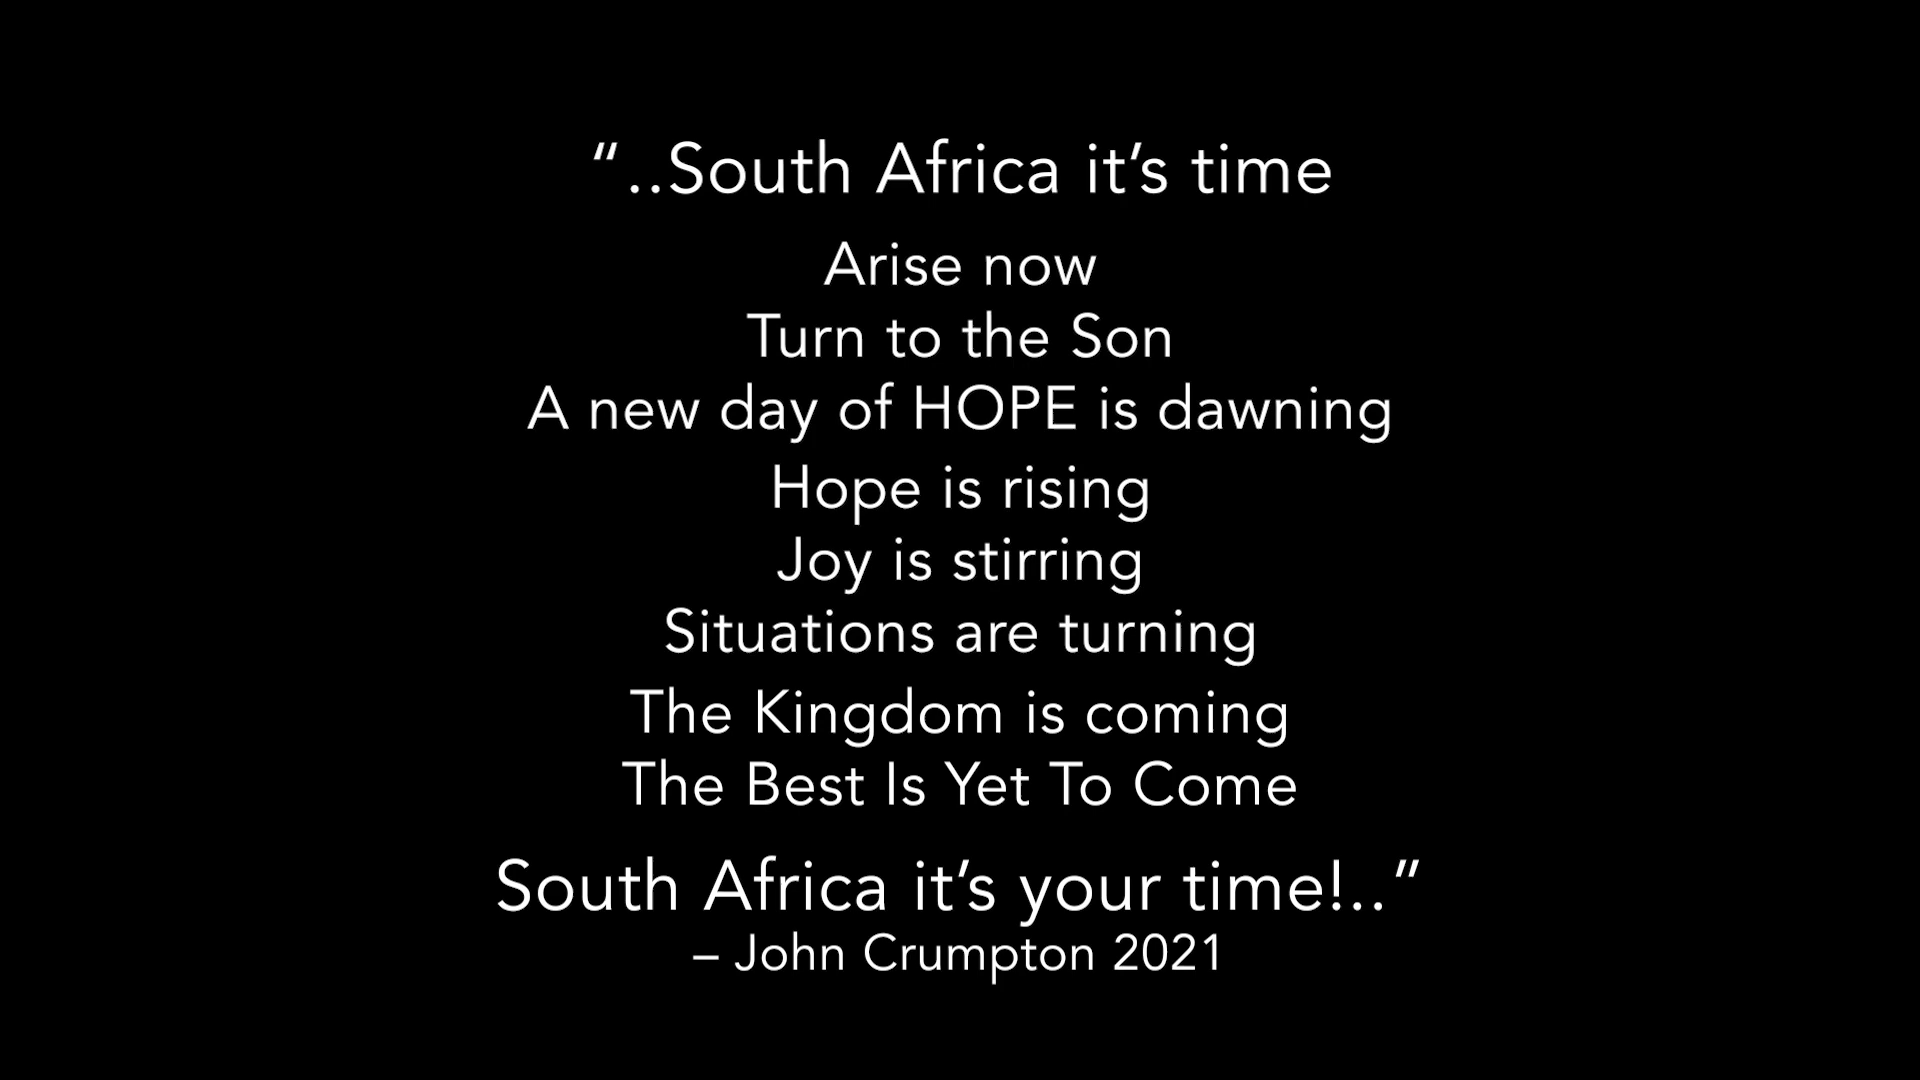 “..South Africa it’s time
Arise now
Turn to the Son
A new day of HOPE is dawning
Hope is rising
Joy is stirring
Situations are turning
The Kingdom is coming
The Best Is Yet To Come
South Africa it’s your time!..”
– John Crumpton 2021